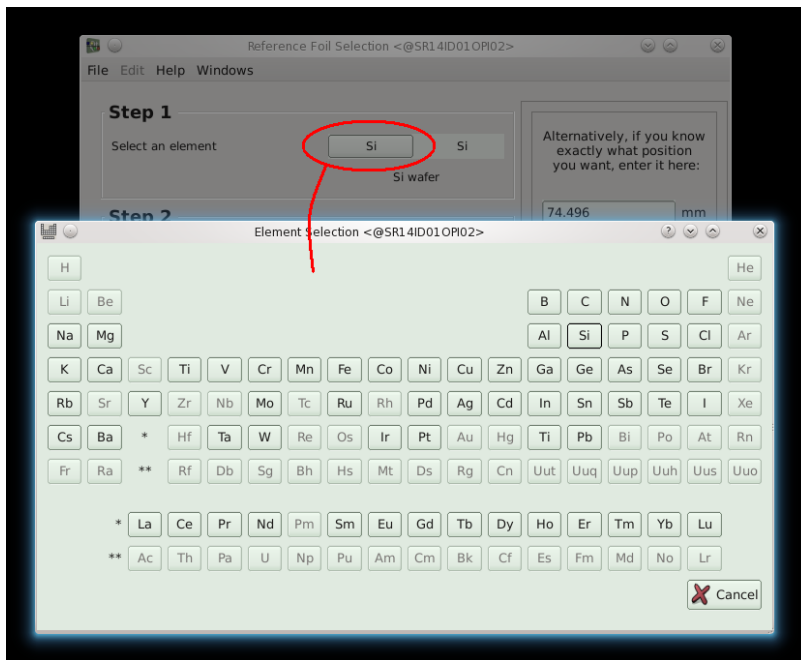 Reference Foil Selection <@SR14ID01OPI02>
File Edit Help Windows
Step 1
Select an element Si Si
Si wafer
Alternatively, if you know
exactly what position
you want, enter it here:
Step 2
74.496 mm
Element Selection <@SR14ID01OPI02>
H He
Li Be B C N O F Ne
Na Mg Al Si P S Cl Ar
K Ca Sc Ti V Cr Mn Fe Co Ni Cu Zn Ga Ge As Se Br Kr
Rb Sr Y Zr Nb Mo Tc Ru Rh Pd Ag Cd In Sn Sb Te I Xe
Cs Ba * Hf Ta W Re Os Ir Pt Au Hg Ti Pb Bi Po At Rn
Fr Ra ** Rf Db Sg Bh Hs Mt Ds Rg Cn Uut Uuq Uup Uuh Uus Uuo
* La Ce Pr Nd Pm Sm Eu Gd Tb Dy Ho Er Tm Yb Lu
** Ac Th Pa U Np Pu Am Cm Bk Cf Es Fm Md No Lr
Cancel